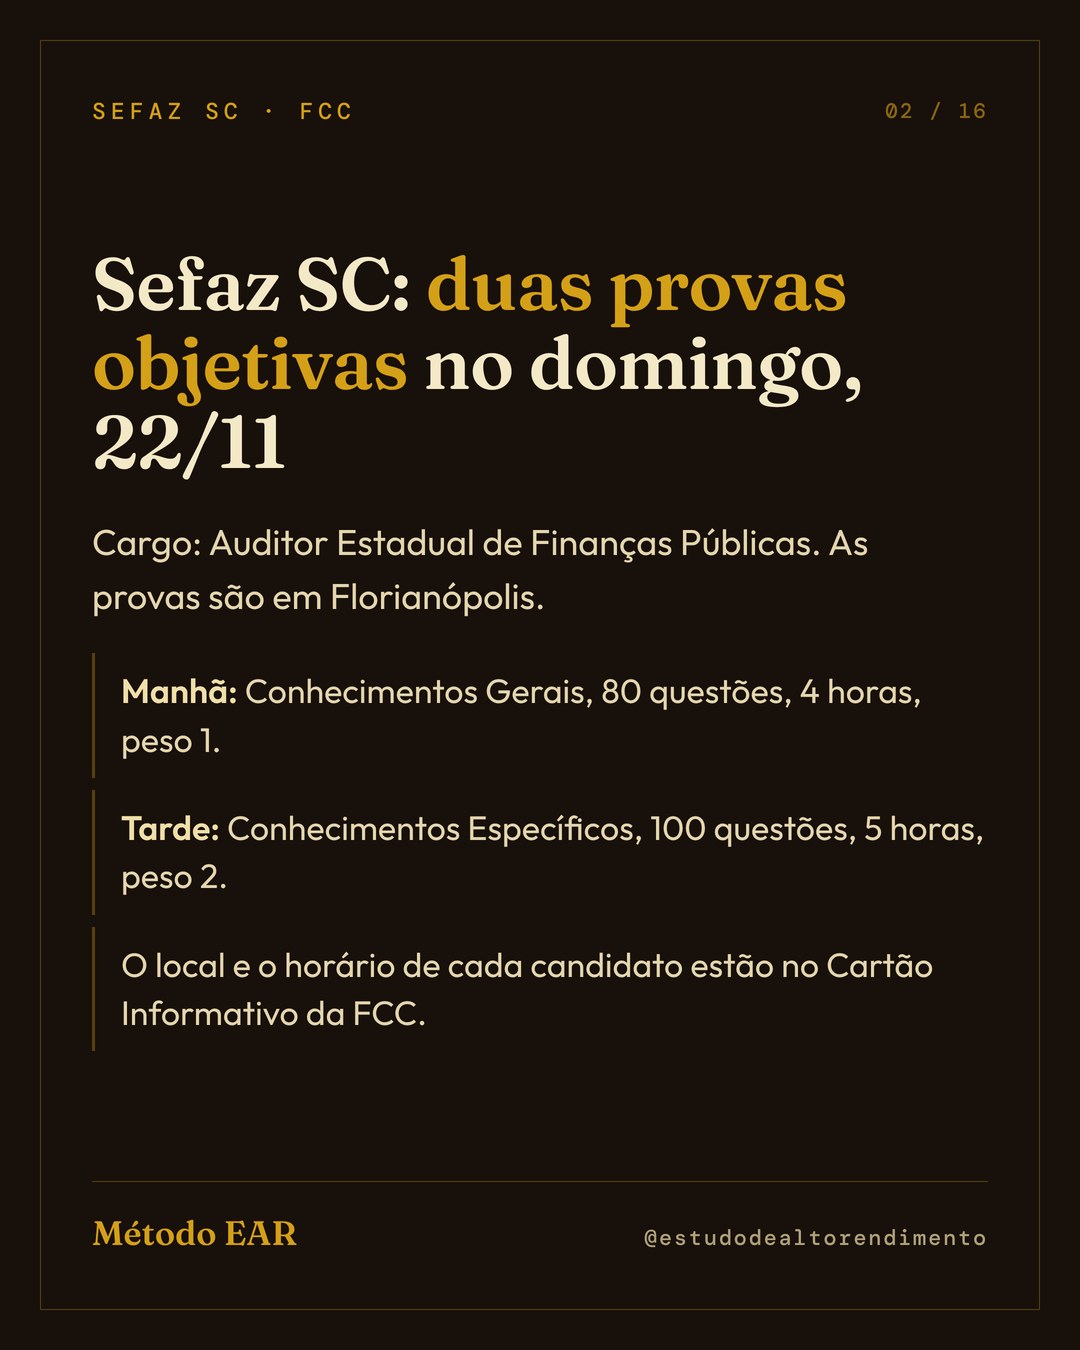 SEFAZ SC · FCC
02 / 16
Sefaz SC: duas provas
objetivas no domingo,
22/11
Cargo: Auditor Estadual de Finanças Públicas. As
provas são em Florianópolis.
Manhã: Conhecimentos Gerais, 80 questões, 4 horas,
peso 1.
Tarde: Conhecimentos Específicos, 100 questões, 5 horas,
peso 2.
O local e o horário de cada candidato estão no Cartão
Informativo da FCC.
Método EAR
@estudodealtorendimento